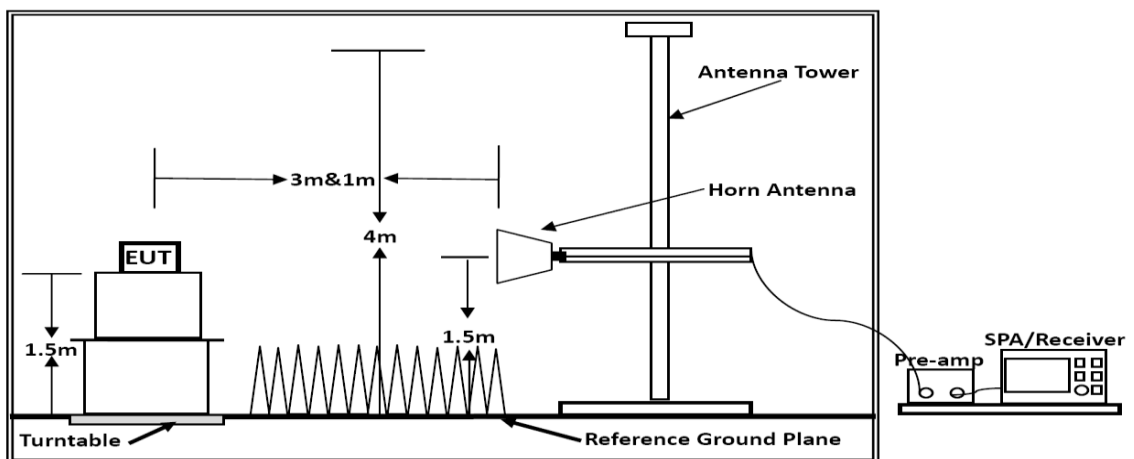 Antenna Tower
3m&1m
Horn Antenna
4m
EUT
1.5m
1.5m
SPA/Receiver
Pre-amp
Turntable
Reference Ground Plane